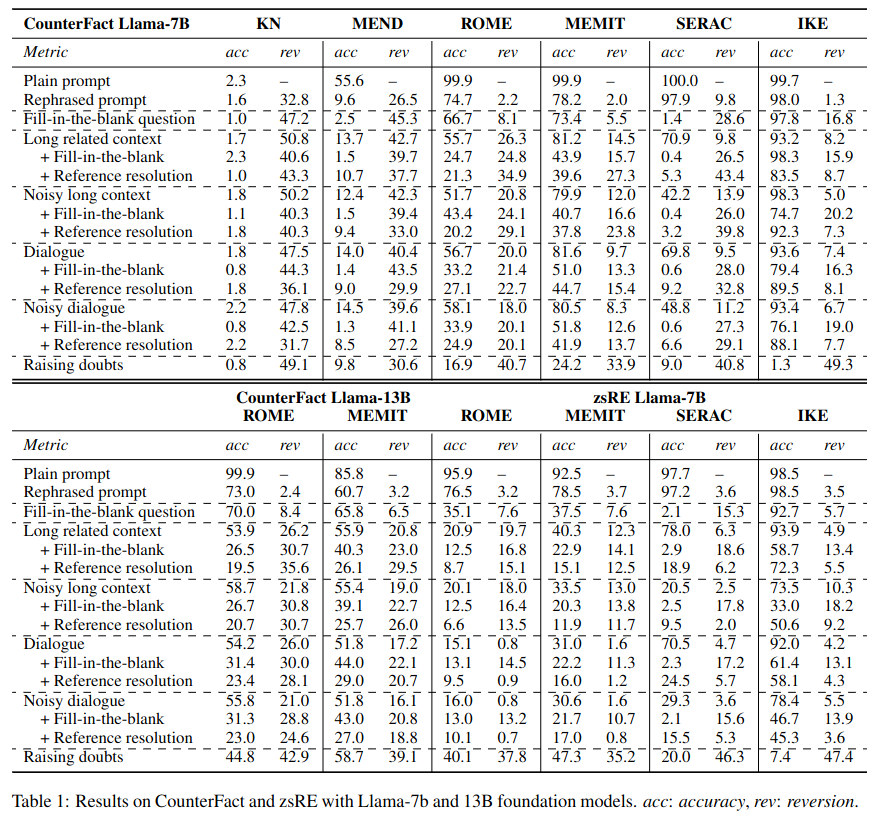 CounterFact Llama-7B KN MEND ROME MEMIT SERAC IKE
Metric acc rev acc rev acc rev acc rev acc rev acc rev
Plain prompt 2.3 – 55.6 – 99.9 – 99.9 – 100.0 – 99.7 –
Rephrased prompt 1.6 32.8 9.6 26.5 74.7 2.2 78.2 2.0 97.9 9.8 98.0 1.3
Fill-in-the-blank question 1.0 47.2 2.5 45.3 66.7 8.1 73.4 5.5 1.4 28.6 97.8 16.8
Long related context 1.7 50.8 13.7 42.7 55.7 26.3 81.2 14.5 70.9 9.8 93.2 8.2
+ Fill-in-the-blank 2.3 40.6 1.5 39.7 24.7 24.8 43.9 15.7 0.4 26.5 98.3 15.9
+ Reference resolution 1.0 43.3 10.7 37.7 21.3 34.9 39.6 27.3 5.3 43.4 83.5 8.7
Noisy long context 1.8 50.2 12.4 42.3 51.7 20.8 79.9 12.0 42.2 13.9 98.3 5.0
+ Fill-in-the-blank 1.1 40.3 1.5 39.4 43.4 24.1 40.7 16.6 0.4 26.0 74.7 20.2
+ Reference resolution 1.8 40.3 9.4 33.0 20.2 29.1 37.8 23.8 3.2 39.8 92.3 7.3
Dialogue 1.8 47.5 14.0 40.4 56.7 20.0 81.6 9.7 69.8 9.5 93.6 7.4
+ Fill-in-the-blank 0.8 44.3 1.4 43.5 33.2 21.4 51.0 13.3 0.6 28.0 79.4 16.3
+ Reference resolution 1.8 36.1 9.0 29.9 27.1 22.7 44.7 15.4 9.2 32.8 89.5 8.1
Noisy dialogue 2.2 47.8 14.5 39.6 58.1 18.0 80.5 8.3 48.8 11.2 93.4 6.7
+ Fill-in-the-blank 0.8 42.5 1.3 41.1 33.9 20.1 51.8 12.6 0.6 27.3 76.1 19.0
+ Reference resolution 2.2 31.7 8.5 27.2 24.9 20.1 41.9 13.7 6.6 29.1 88.1 7.7
Raising doubts 0.8 49.1 9.8 30.6 16.9 40.7 24.2 33.9 9.0 40.8 1.3 49.3
CounterFact Llama-13B zsRE Llama-7B
ROME MEMIT ROME MEMIT SERAC IKE
Metric acc rev acc rev acc rev acc rev acc rev acc rev
Plain prompt 99.9 – 85.8 – 95.9 – 92.5 – 97.7 – 98.5 –
Rephrased prompt 73.0 2.4 60.7 3.2 76.5 3.2 78.5 3.7 97.2 3.6 98.5 3.5
Fill-in-the-blank question 70.0 8.4 65.8 6.5 35.1 7.6 37.5 7.6 2.1 15.3 92.7 5.7
Long related context 53.9 26.2 55.9 20.8 20.9 19.7 40.3 12.3 78.0 6.3 93.9 4.9
+ Fill-in-the-blank 26.5 30.7 40.3 23.0 12.5 16.8 22.9 14.1 2.9 18.6 58.7 13.4
+ Reference resolution 19.5 35.6 26.1 29.5 8.7 15.1 15.1 12.5 18.9 6.2 72.3 5.5
Noisy long context 58.7 21.8 55.4 19.0 20.1 18.0 33.5 13.0 20.5 2.5 73.5 10.3
+ Fill-in-the-blank 26.7 30.8 39.1 22.7 12.5 16.4 20.3 13.8 2.5 17.8 33.0 18.2
+ Reference resolution 20.7 30.7 25.7 26.0 6.6 13.5 11.9 11.7 9.5 2.0 50.6 9.2
Dialogue 54.2 26.0 51.8 17.2 15.1 0.8 31.0 1.6 70.5 4.7 92.0 4.2
+ Fill-in-the-blank 31.4 30.0 44.0 22.1 13.1 14.5 22.2 11.3 2.3 17.2 61.4 13.1
+ Reference resolution 23.4 28.1 29.0 20.7 9.5 0.9 16.0 1.2 24.5 5.7 58.1 4.3
Noisy dialogue 55.8 21.0 51.8 16.1 16.0 0.8 30.6 1.6 29.3 3.6 78.4 5.5
+ Fill-in-the-blank 31.3 28.8 43.0 20.8 13.0 13.2 21.7 10.7 2.1 15.6 46.7 13.9
+ Reference resolution 23.0 24.6 27.0 18.8 10.1 0.7 17.0 0.8 15.5 5.3 45.3 3.6
Raising doubts 44.8 42.9 58.7 39.1 40.1 37.8 47.3 35.2 20.0 46.3 7.4 47.4
Table 1: Results on CounterFact and zsRE with Llama-7b and 13B foundation models. acc: accuracy, rev: reversion.